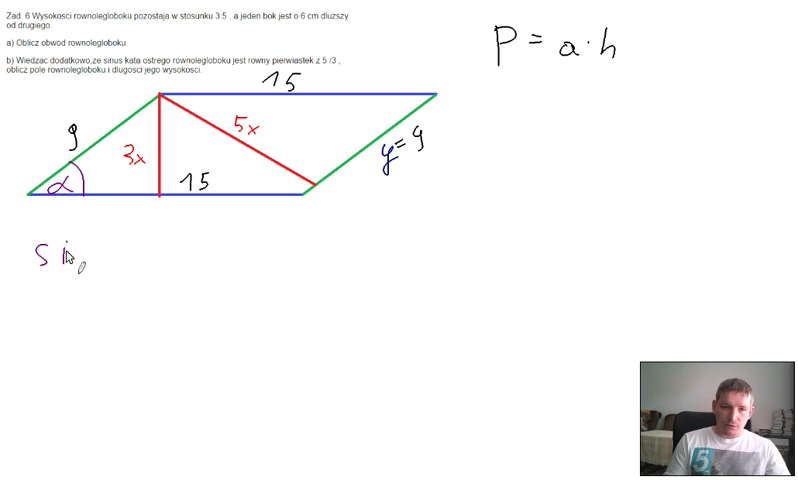 Zad. 6 Wysokosci rownolegloboku pozostaja w stosunku 3:5 , a jeden bok jest o 6 cm dluzszy
od drugiego.
a) Oblicz obwod rownolegloboku.
b) Wiedzac dodatkowo,ze sinus kata ostrego rownolegloboku jest rowny pierwiastek z 5 /3 ,
oblicz pole rownolegloboku i dlugosci jego wysokosci.
P = a · h
15
9
3x
5x
y = 9
α
15
si
5